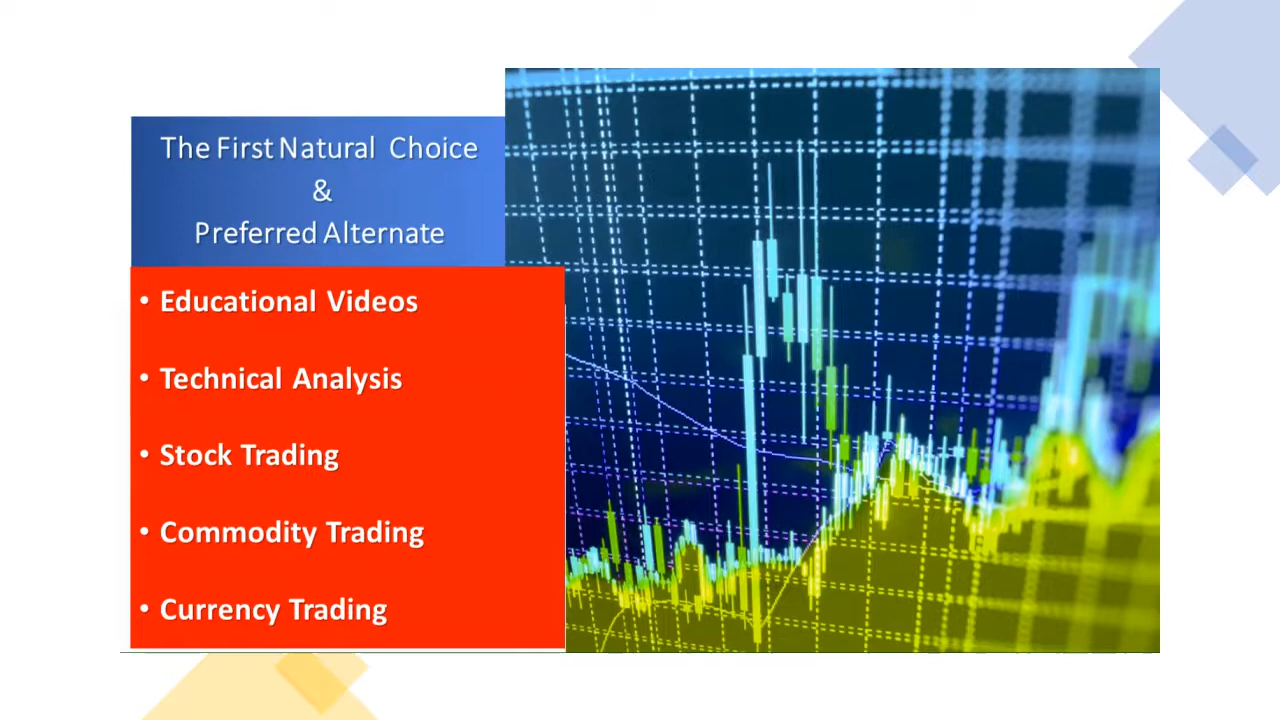 The First Natural Choice
&
Preferred Alternate
• Educational Videos
• Technical Analysis
• Stock Trading
• Commodity Trading
• Currency Trading